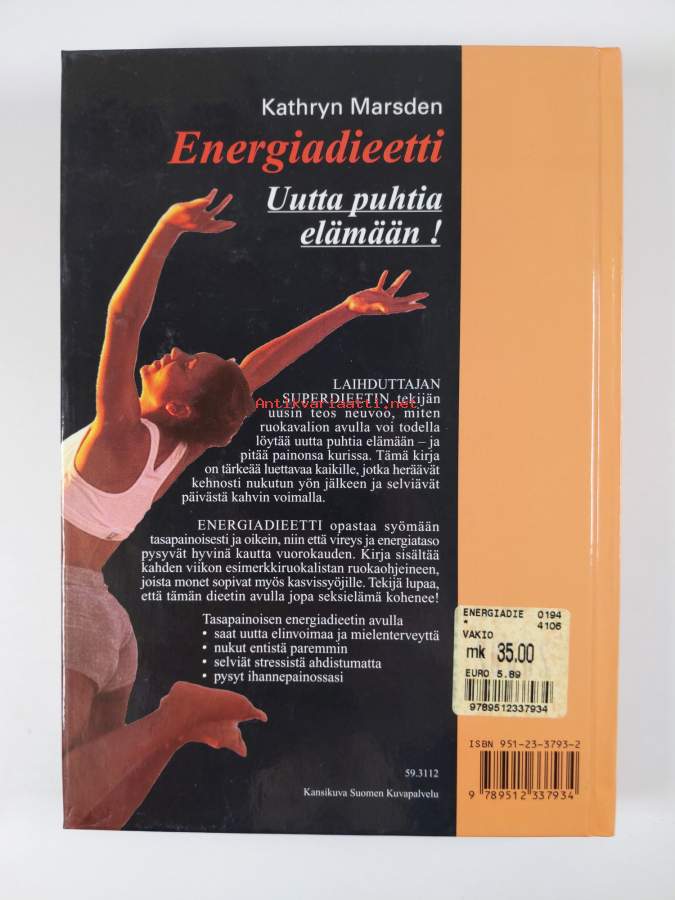 Kathryn Marsden
Energiadieetti
Uutta puhtia
elämään !
LAIHDUTTAJAN
SUPERDIEETIN tekijän
Antikvariaatti.net
uusin teos neuvoo, miten
ruokavalion avulla voi todella
löytää uutta puhtia elämään – ja
pitää painonsa kurissa. Tämä kirja
on tärkeää luettavaa kaikille, jotka heräävät
kehnosti nukutun yön jälkeen ja selviävät
päivästä kahvin voimalla.
ENERGIADIEETTI opastaa syömään
tasapainoisesti ja oikein, niin että vireys ja energiataso
pysyvät hyvinä kautta vuorokauden. Kirja sisältää
kahden viikon esimerkkiruokalistan ruokaohjeineen,
joista monet sopivat myös kasvissyöjille. Tekijä lupaa,
että tämän dieetin avulla jopa seksielämä kohenee!
Tasapainoisen energiadieetin avulla
• saat uutta elinvoimaa ja mielenterveyttä
• nukut entistä paremmin
• selviät stressistä ahdistumatta
• pysyt ihannepainossasi
59.3112
Kansikuva Suomen Kuvapalvelu
ENERGIADIE 0194
* 4106
VAKIO
mk 35.00
EURO 5.89
9789512337934
ISBN 951-23-3793-2
9 789512 337934